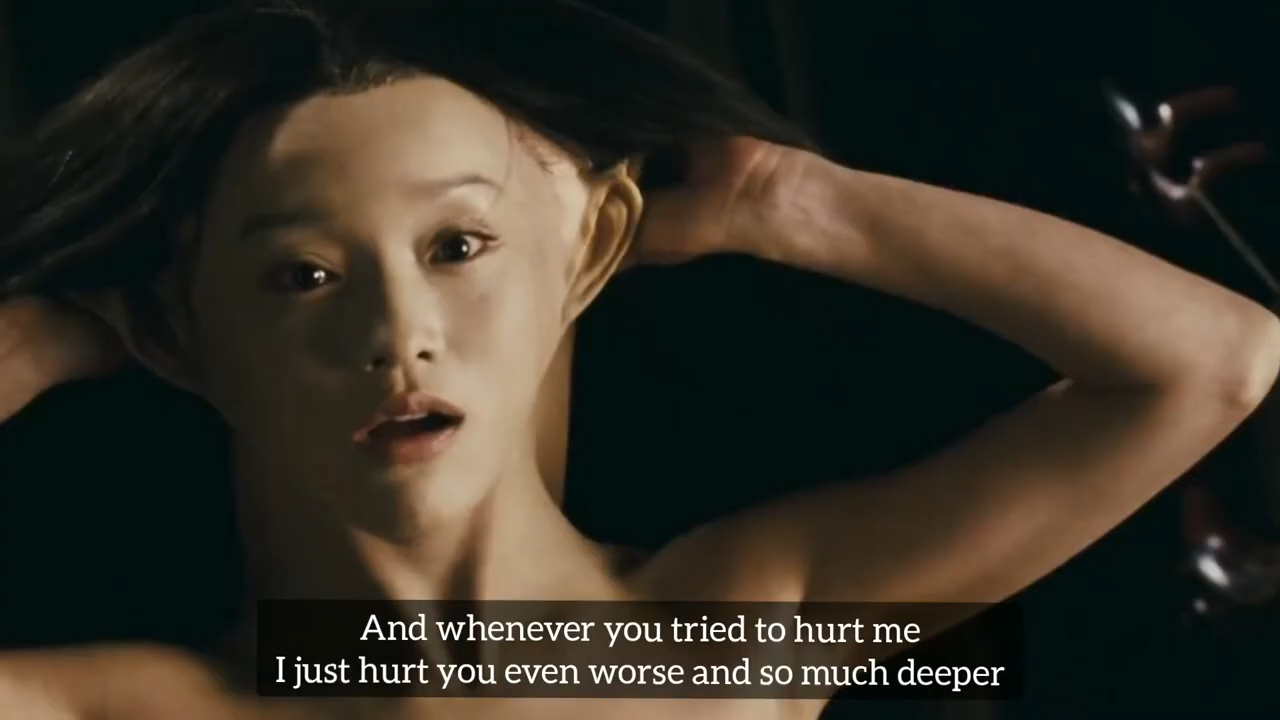 And whenever you tried to hurt me
I just hurt you even worse and so much deeper